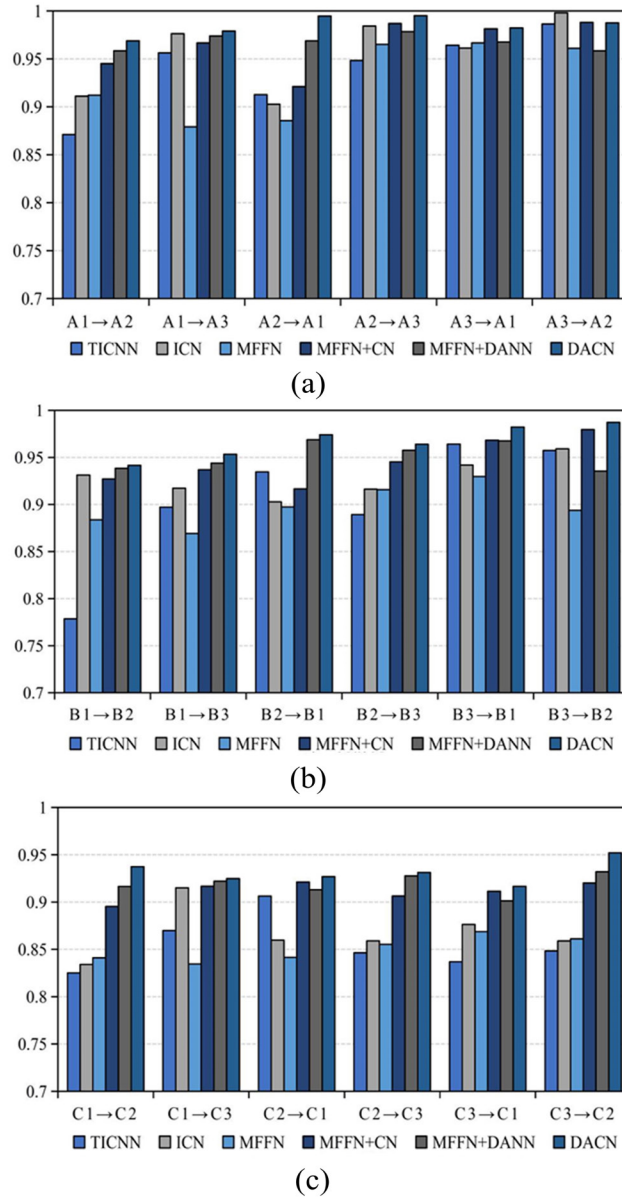 1
0.95
0.9
0.85
0.8
0.75
0.7
A1→A2 A1→A3 A2→A1 A2→A3 A3→A1 A3→A2
TICNN ICN MFFN MFFN+CN MFFN+DANN DACN
(a)
1
0.95
0.9
0.85
0.8
0.75
0.7
B1→B2 B1→B3 B2→B1 B2→B3 B3→B1 B3→B2
TICNN ICN MFFN MFFN+CN MFFN+DANN DACN
(b)
1
0.95
0.9
0.85
0.8
0.75
0.7
C1→C2 C1→C3 C2→C1 C2→C3 C3→C1 C3→C2
TICNN ICN MFFN MFFN+CN MFFN+DANN DACN
(c)